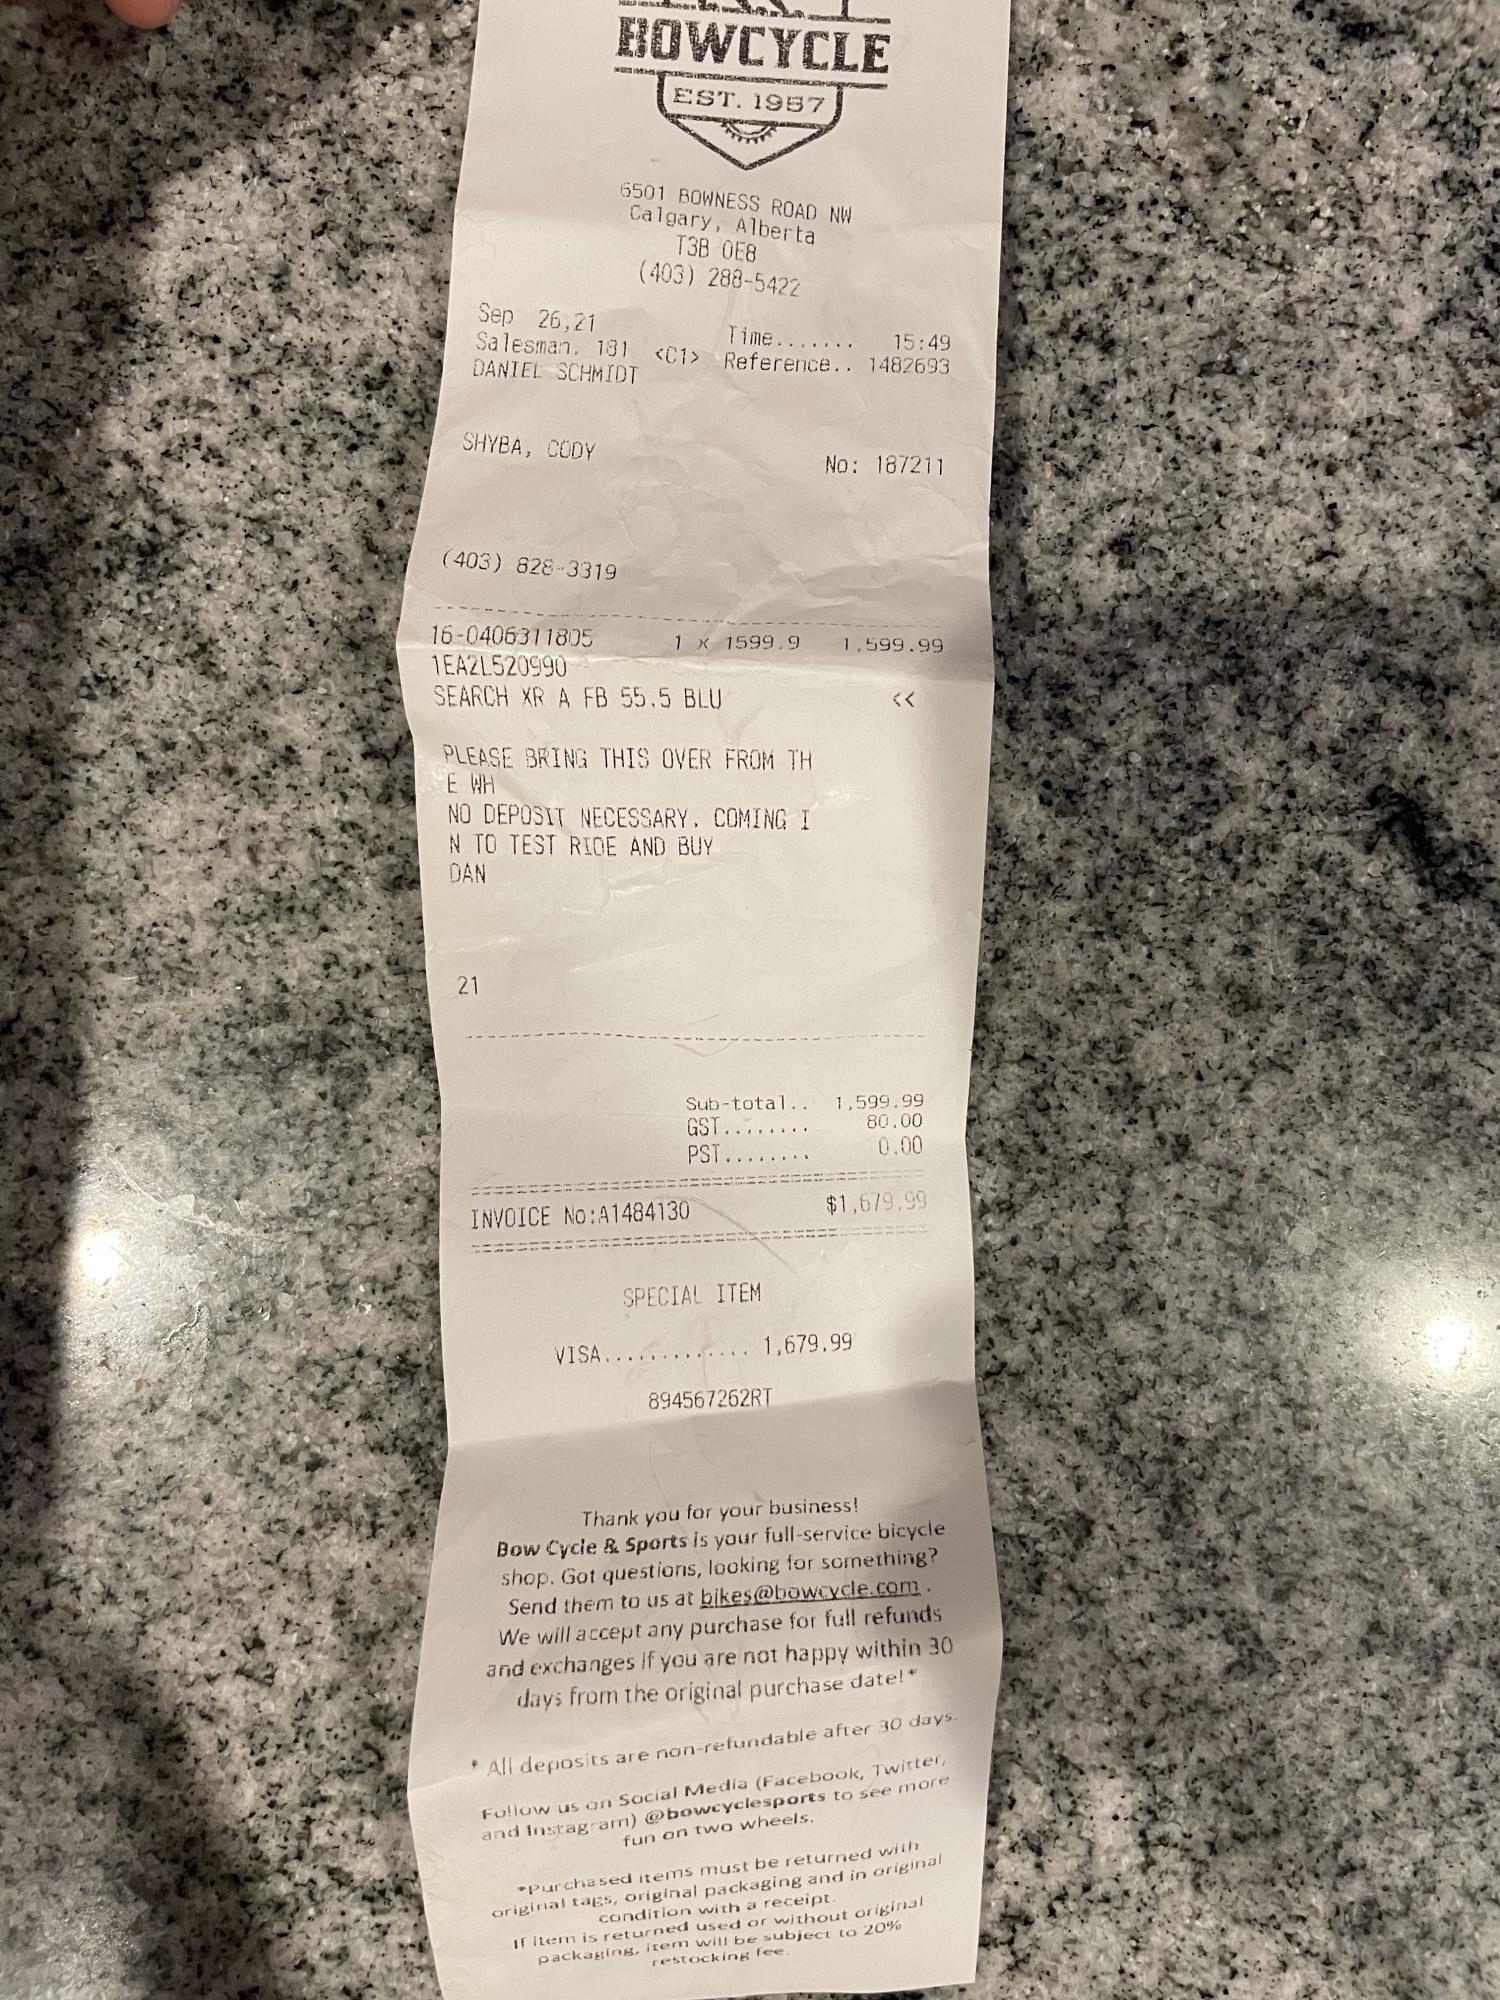 BOWCYCLE
EST. 1957
6501 BOWNESS ROAD NW
Calgary, Alberta
T3B 0E8
(403) 288-5422
Sep 26,21 Time....... 15:49
Salesman. 181 <C1> Reference.. 1482693
DANIEL SCHMIDT
SHYBA, CODY No: 187211
(403) 828-3319
16-0406311805 1 x 1599.9 1,599.99
1EA2L520990
SEARCH XR A FB 55.5 BLU <<
PLEASE BRING THIS OVER FROM TH
E WH
NO DEPOSIT NECESSARY. COMING I
N TO TEST RIDE AND BUY
DAN
21
Sub-total.. 1,599.99
GST........ 80.00
PST........ 0.00
INVOICE No:A1484130 $1,679.99
SPECIAL ITEM
VISA............. 1,679.99
894567262RT
Thank you for your business!
Bow Cycle & Sports is your full-service bicycle
shop. Got questions, looking for something?
Send them to us at bikes@bowcycle.com .
We will accept any purchase for full refunds
and exchanges if you are not happy within 30
days from the original purchase date!*
* All deposits are non-refundable after 30 days.
Follow us on Social Media (Facebook, Twitter,
and Instagram) @bowcyclesports to see more
fun on two wheels.
*Purchased items must be returned with
original tags, original packaging and in original
condition with a receipt.
If item is returned used or without original
packaging, item will be subject to 20%
restocking fee.